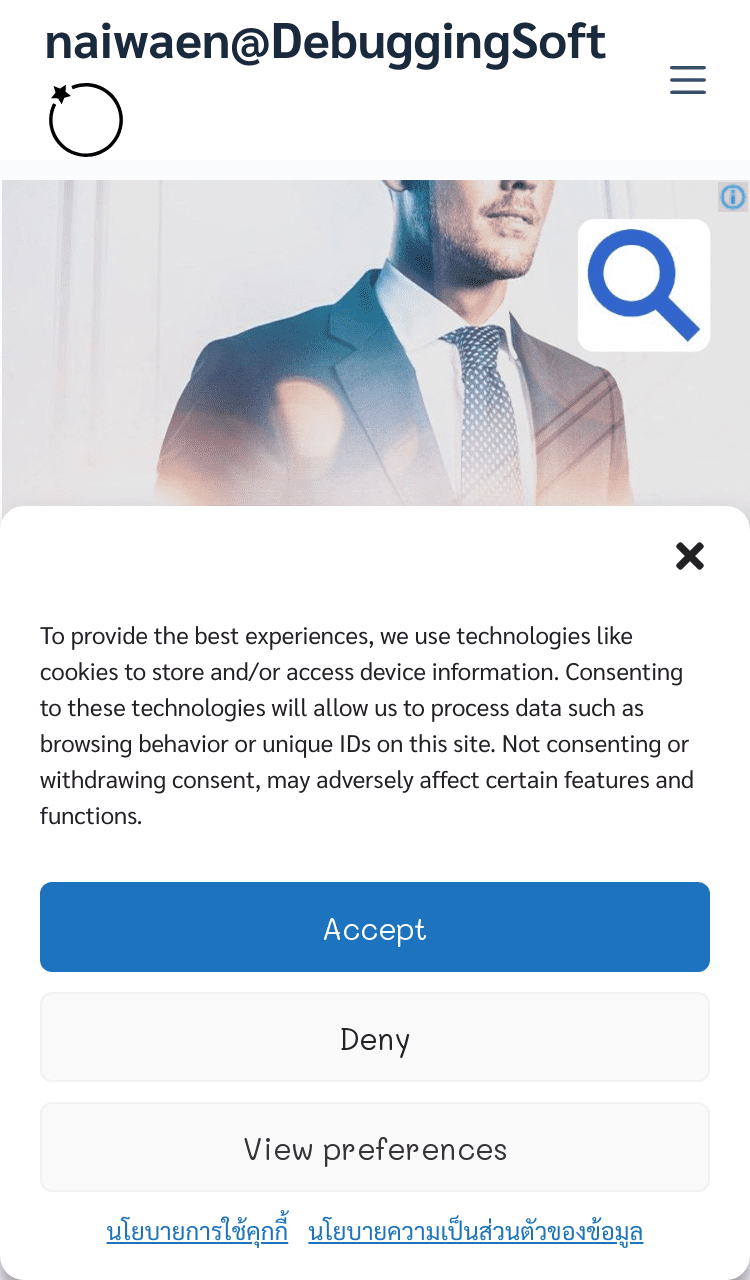 naiwaen@DebuggingSoft
To provide the best experiences, we use technologies like
cookies to store and/or access device information. Consenting
to these technologies will allow us to process data such as
browsing behavior or unique IDs on this site. Not consenting or
withdrawing consent, may adversely affect certain features and
functions.
Accept
Deny
View preferences
นโยบายการใช้คุกกี้ นโยบายความเป็นส่วนตัวของข้อมูล